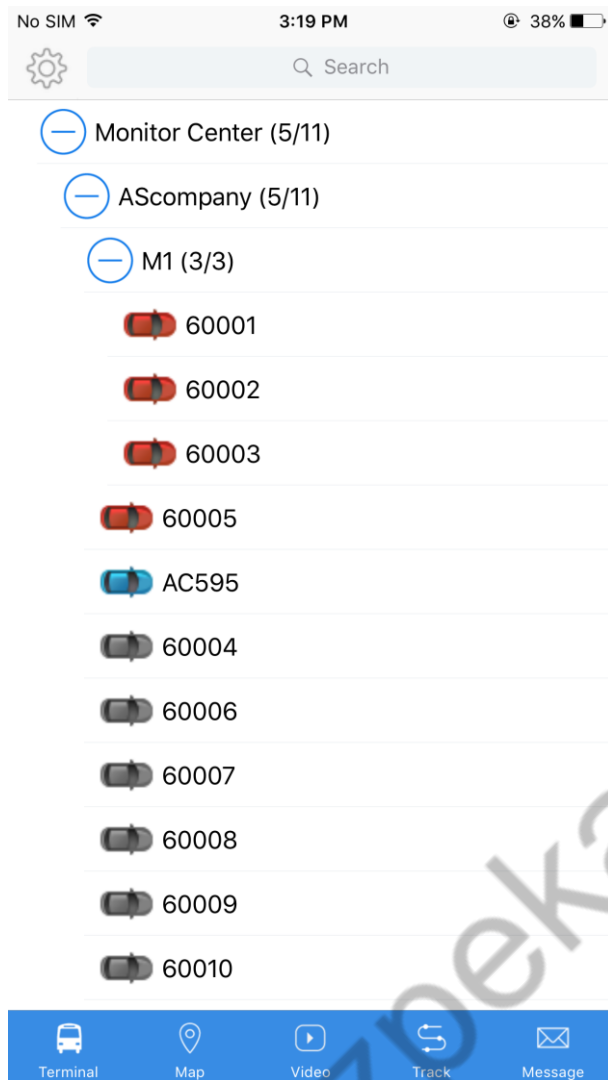 No SIM 3:19 PM 38%
Search
Monitor Center (5/11)
AScompany (5/11)
M1 (3/3)
60001
60002
60003
60005
AC595
60004
60006
60007
60008
60009
60010
Terminal Map Video Track Message